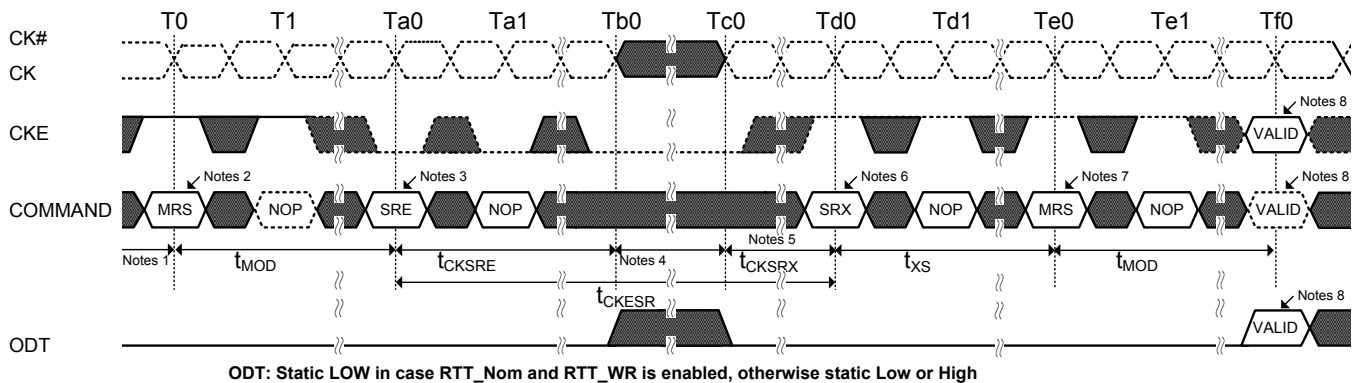 T0 T1 Ta0 Ta1 Tb0 Tc0 Td0 Td1 Te0 Te1 Tf0
CK#
CK
Notes 8
CKE
VALID
Notes 2 Notes 3 Notes 6 Notes 7 Notes 8
COMMAND MRS NOP SRE NOP SRX NOP MRS NOP VALID
Notes 1 tMOD tCKSRE Notes 4 Notes 5 tCKSRX tXS tMOD
tCKESR
Notes 8
VALID
ODT
ODT: Static LOW in case RTT_Nom and RTT_WR is enabled, otherwise static Low or High